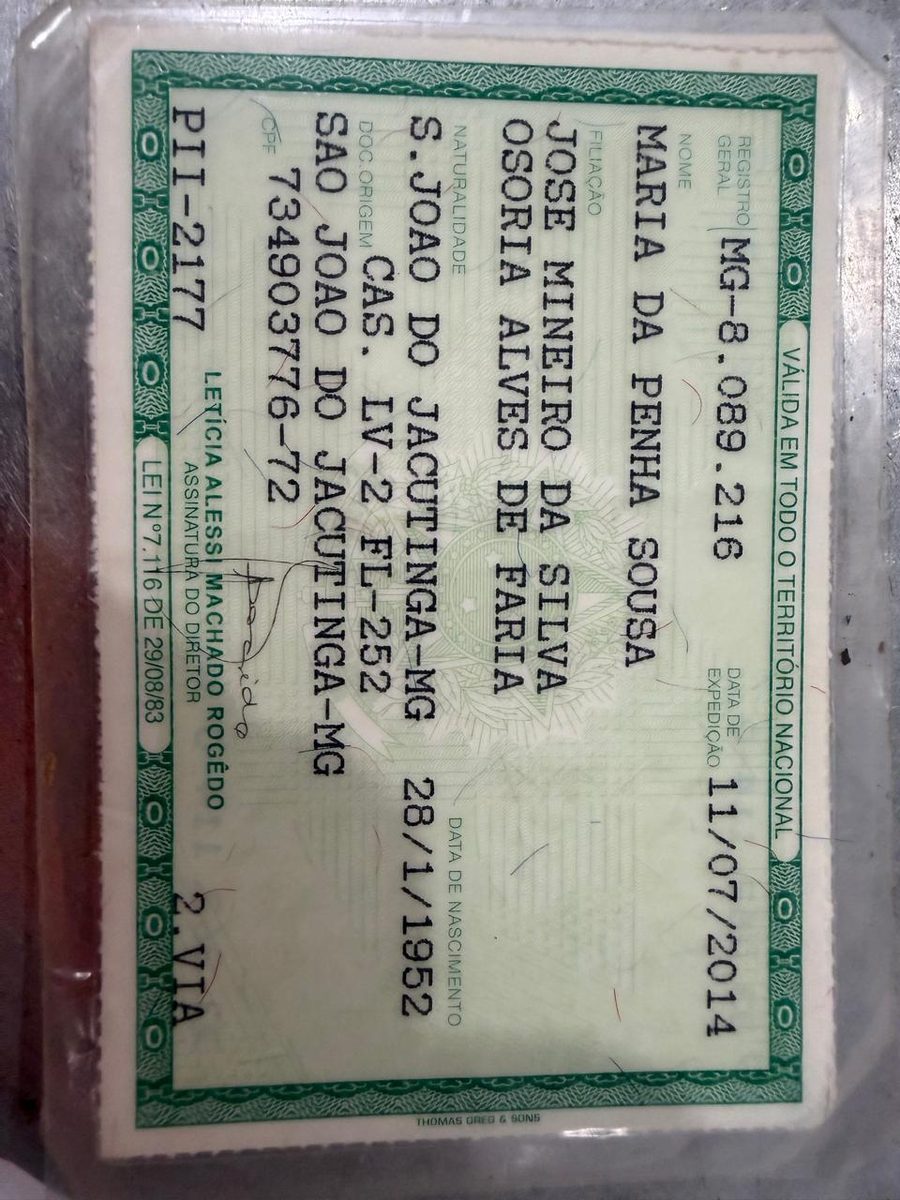 VÁLIDA EM TODO O TERRITÓRIO NACIONAL
REGISTRO GERAL MG-8.089.216 DATA DE EXPEDIÇÃO 11/07/2014
NOME
MARIA DA PENHA SOUSA
FILIAÇÃO
JOSE MINEIRO DA SILVA
OSORIA ALVES DE FARIA
NATURALIDADE DATA DE NASCIMENTO
S.JOAO DO JACUTINGA-MG 28/1/1952
DOC.ORIGEM CAS. LV-2 FL-252
SAO JOAO DO JACUTINGA-MG
CPF 734903776-72
LETÍCIA ALESSI MACHADO ROGÊDO
PII-2177 ASSINATURA DO DIRETOR 2.VIA
LEI Nº7.116 DE 29/08/83
THOMAS GREG & SONS